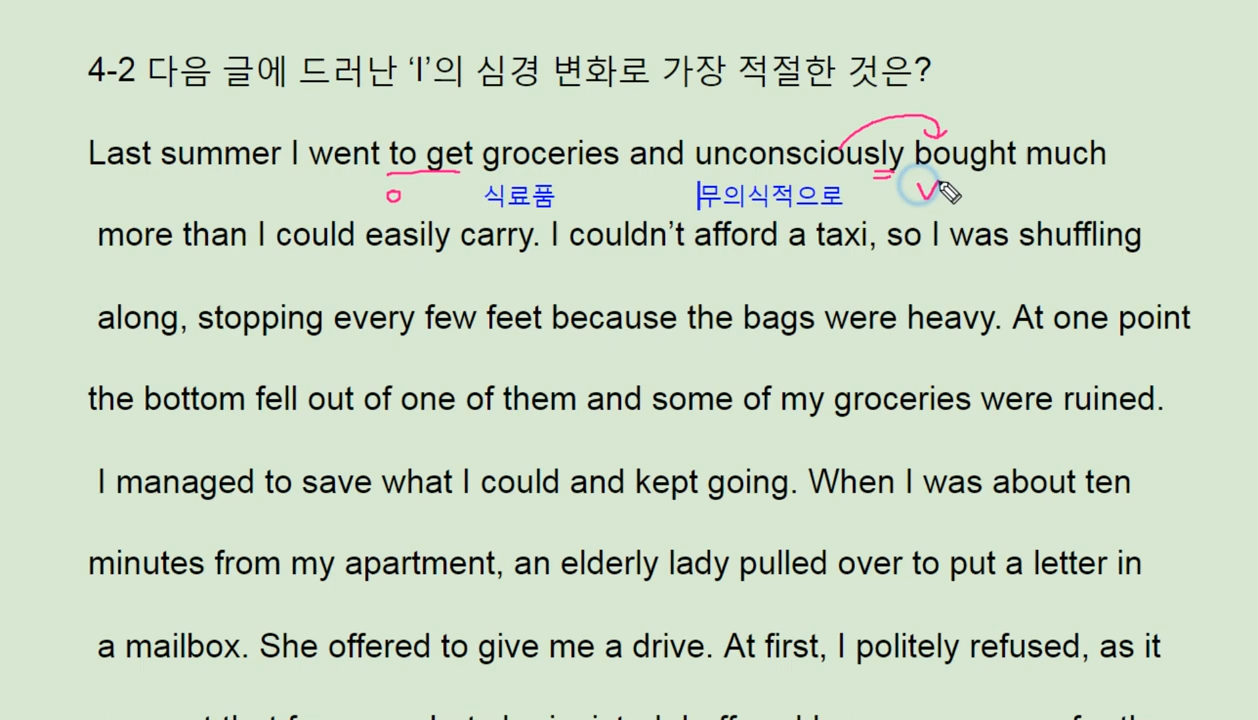 4-2 다음 글에 드러난 ‘I’의 심경 변화로 가장 적절한 것은?
Last summer I went to get groceries and unconsciously bought much
식료품 무의식적으로
more than I could easily carry. I couldn’t afford a taxi, so I was shuffling
along, stopping every few feet because the bags were heavy. At one point
the bottom fell out of one of them and some of my groceries were ruined.
I managed to save what I could and kept going. When I was about ten
minutes from my apartment, an elderly lady pulled over to put a letter in
a mailbox. She offered to give me a drive. At first, I politely refused, as it